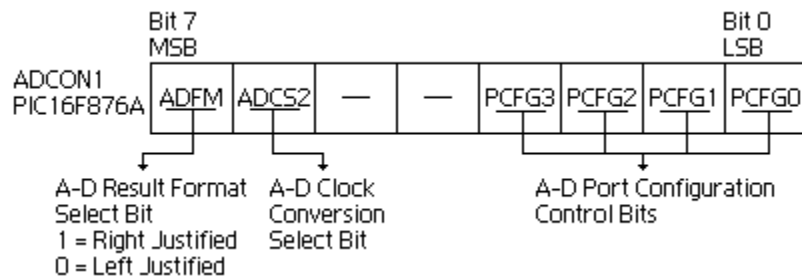 Bit 7
MSB
Bit 0
LSB
ADCON1
PIC16F876A
ADFM ADCS2 — — PCFG3 PCFG2 PCFG1 PCFG0
A-D Result Format
Select Bit
1 = Right Justified
0 = Left Justified
A-D Clock
Conversion
Select Bit
A-D Port Configuration
Control Bits